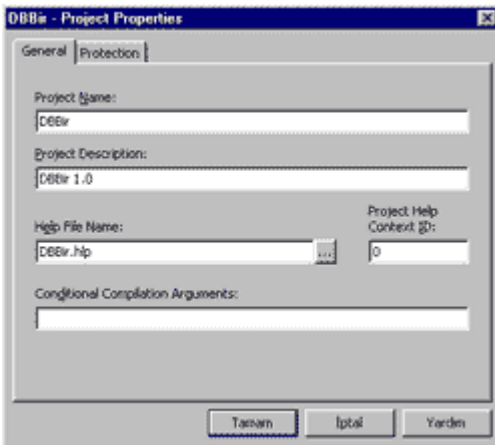 DBBir - Project Properties
General
Protection
Project Name:
DBBir
Project Description:
DBBir 1.0
Help File Name:
Project Help
Context ID:
DBBir.hlp
...
0
Conditional Compilation Arguments:
Tamam
İptal
Yardım